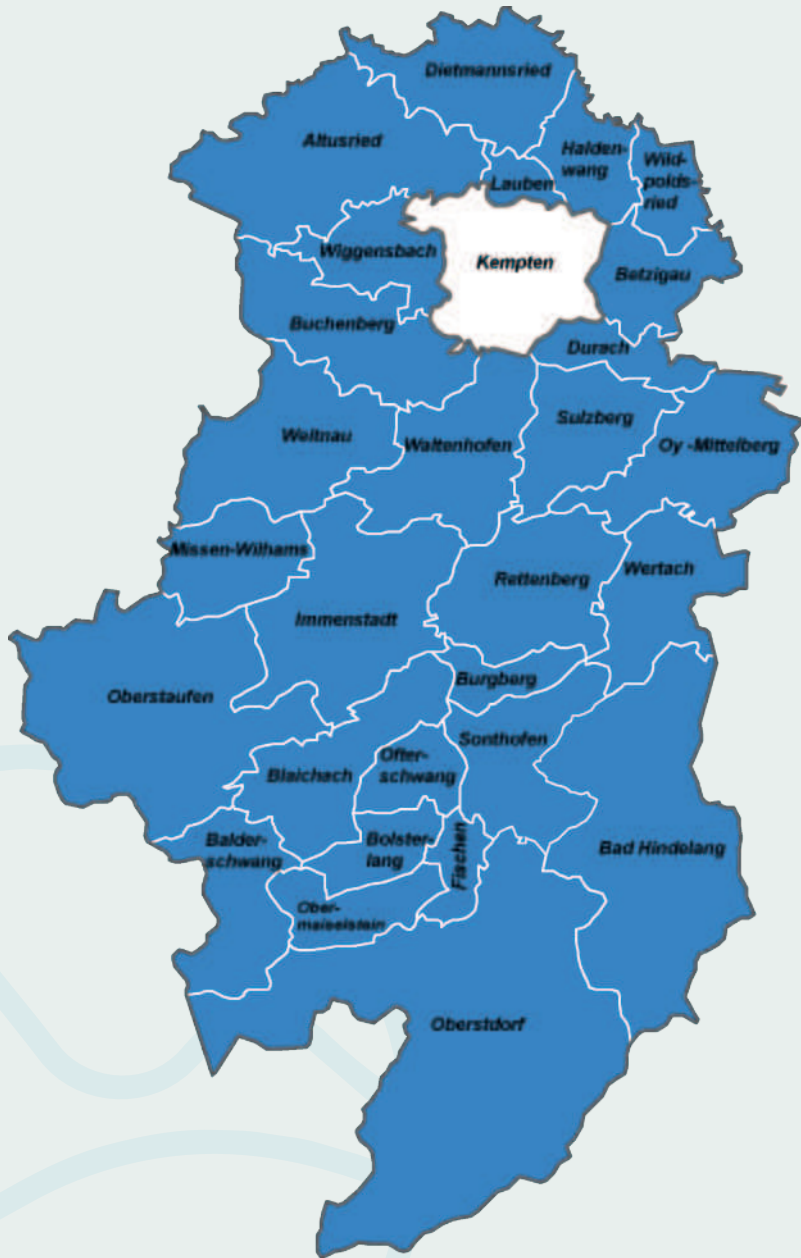 Dietmannsried
Altusried
Halden-
wang
Wild-
polds-
ried
Lauben
Wiggensbach
Kempten
Betzigau
Buchenberg
Durach
Weitnau
Waltenhofen
Sulzberg
Oy -Mittelberg
Missen-Wilhams
Rettenberg
Wertach
Immenstadt
Burgberg
Oberstaufen
Sonthofen
Ofter-
schwang
Blaichach
Balder-
schwang
Bolster-
lang
Fischen
Bad Hindelang
Ober-
maiselstein
Oberstdorf